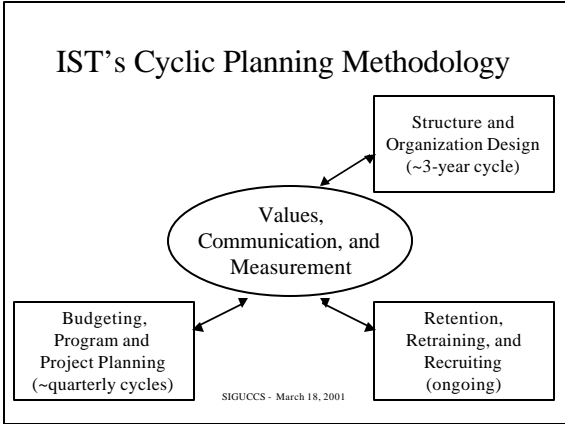 IST's Cyclic Planning Methodology
Structure and
Organization Design
(~3-year cycle)
Values,
Communication, and
Measurement
Budgeting,
Program and
Project Planning
(~quarterly cycles)
Retention,
Retraining, and
Recruiting
(ongoing)
SIGUCCS - March 18, 2001